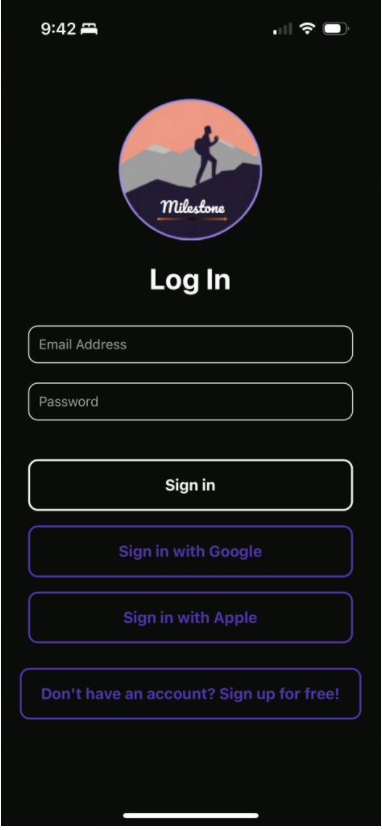 9:42
Milestone
Log In
Email Address
Password
Sign in
Sign in with Google
Sign in with Apple
Don't have an account? Sign up for free!